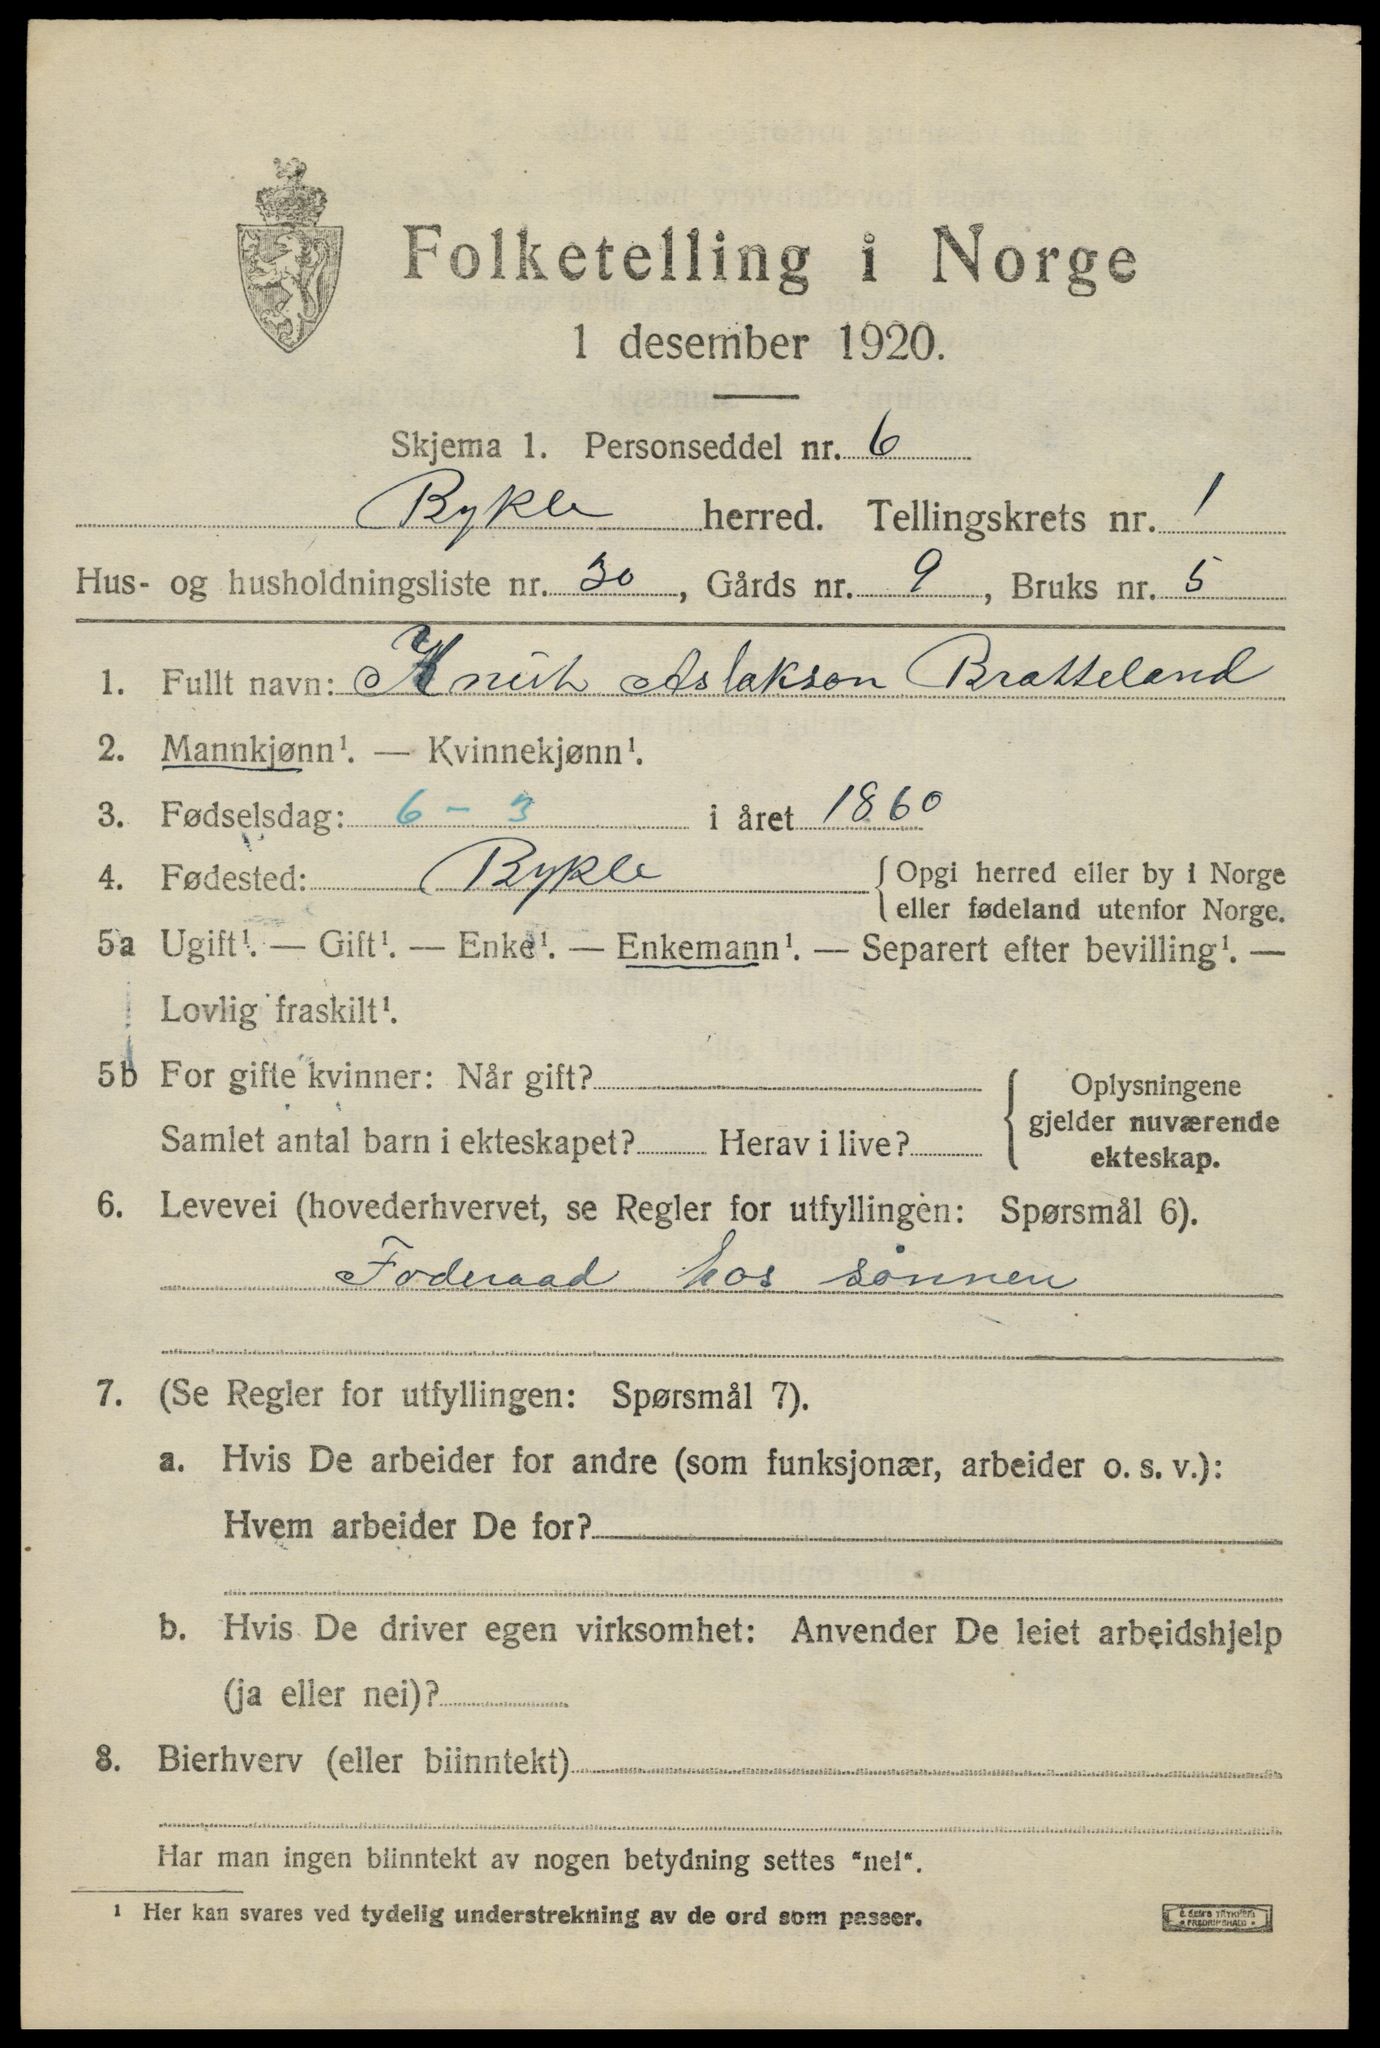 Folketelling i Norge
1 desember 1920.
Skjema 1. Personseddel nr. 6
Bykle herred. Tellingskrets nr. 1
Hus- og husholdningsliste nr. 30, Gårds nr. 9, Bruks nr. 5
1. Fullt navn: Knut Aslakson Bratteland
2. Mannkjønn¹. — Kvinnekjønn¹.
3. Fødselsdag: 6 - 3 i året 1860
4. Fødested: Bykle { Opgi herred eller by i Norge
eller fødeland utenfor Norge.
5a Ugift¹. — Gift¹. — Enke¹. — Enkemann¹. — Separert efter bevilling¹. —
Lovlig fraskilt¹.
5b For gifte kvinner: Når gift?
Samlet antal barn i ekteskapet? Herav i live?
{ Oplysningene
gjelder nuværende
ekteskap.
6. Levevei (hovederhvervet, se Regler for utfyllingen: Spørsmål 6).
Foderaad hos sønnen
7. (Se Regler for utfyllingen: Spørsmål 7).
a. Hvis De arbeider for andre (som funksjonær, arbeider o. s. v.):
Hvem arbeider De for?
b. Hvis De driver egen virksomhet: Anvender De leiet arbeidshjelp
(ja eller nei)?
8. Bierhverv (eller biinntekt)
Har man ingen biinntekt av nogen betydning settes "nei".
¹ Her kan svares ved tydelig understrekning av de ord som passer.